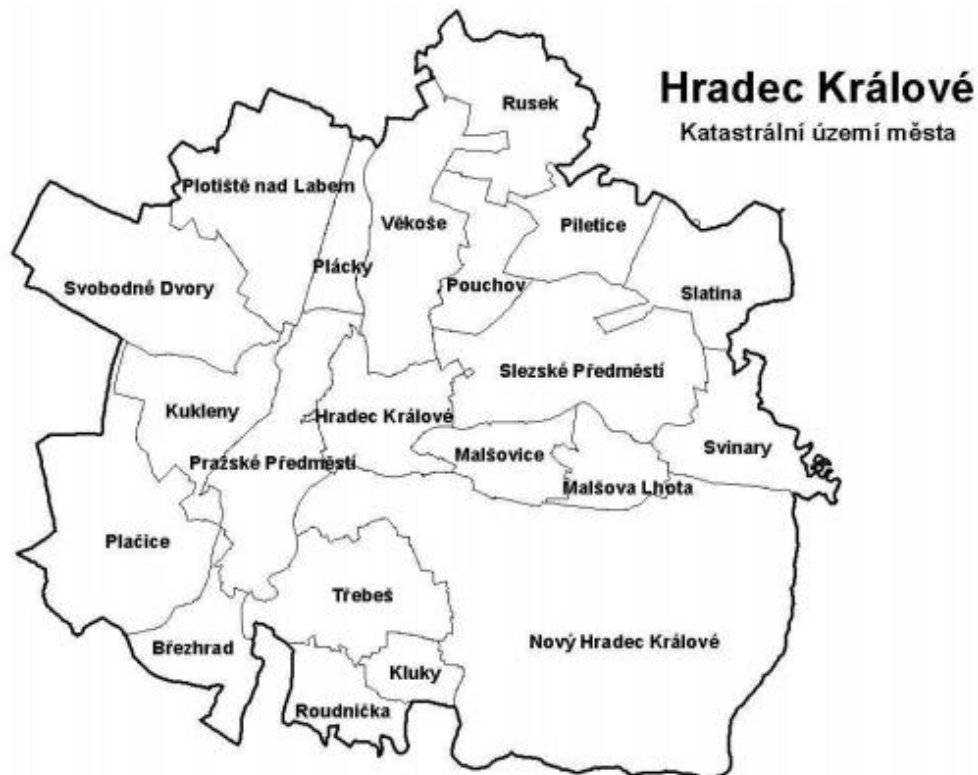 Hradec Králové
Katastrální území města
Rusek
Plotiště nad Labem
Věkoše
Piletice
Plácky
Pouchov
Svobodné Dvory
Slatina
Slezské Předměstí
Kukleny
Hradec Králové
Svinary
Malšovice
Pražské Předměstí
Malšova Lhota
Plačice
Třebeš
Nový Hradec Králové
Březhrad
Kluky
Roudnička